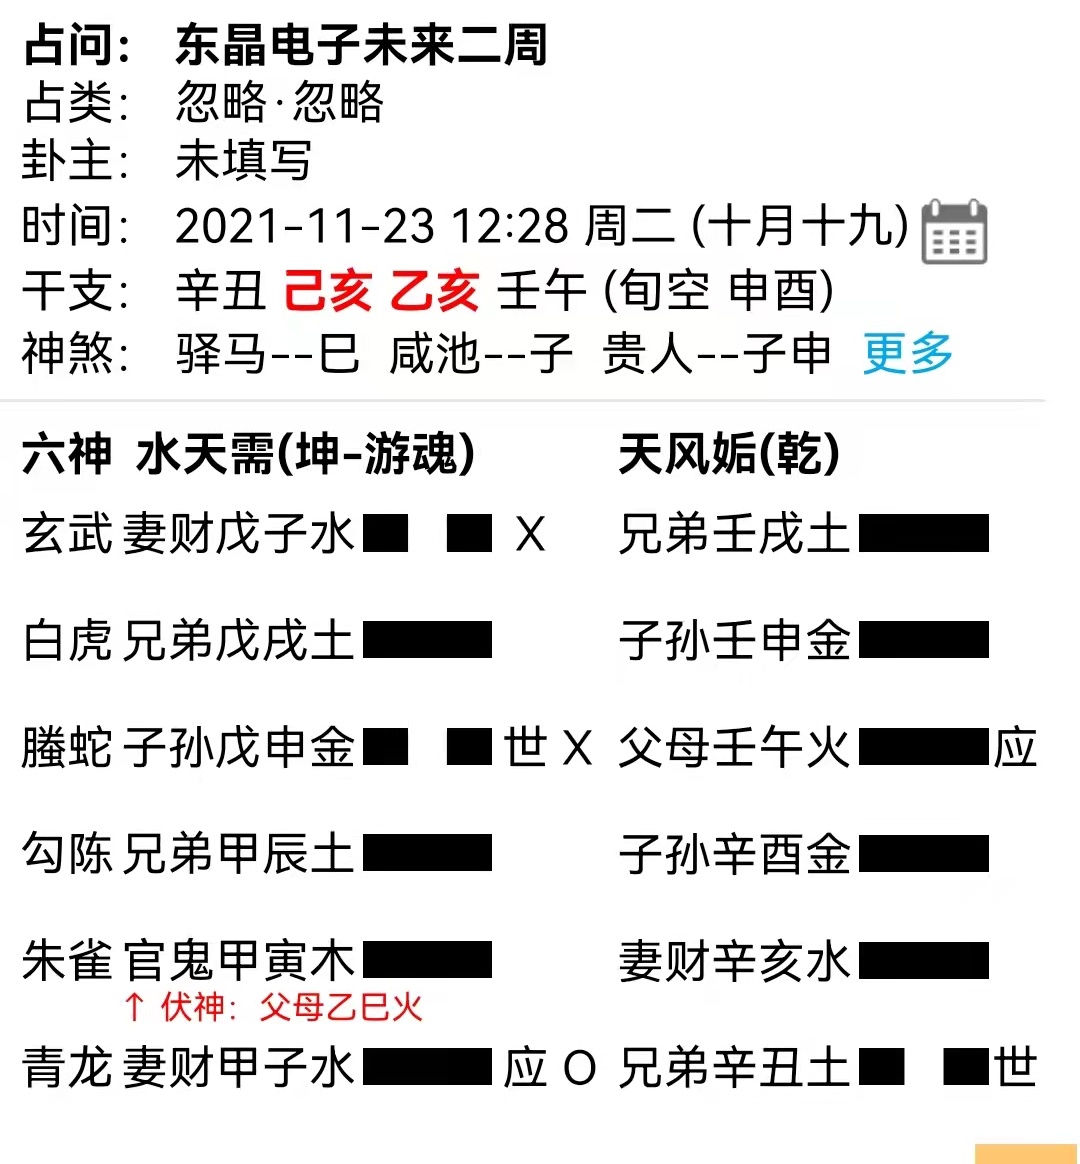 占问： 东晶电子未来二周
占类： 忽略·忽略
卦主： 未填写
时间： 2021-11-23 12:28 周二 (十月十九)
干支： 辛丑 己亥 乙亥 壬午 (旬空 申酉)
神煞： 驿马--巳 咸池--子 贵人--子申 更多
六神 水天需(坤-游魂) 天风姤(乾)
玄武 妻财戊子水 X 兄弟壬戌土
白虎 兄弟戊戌土 子孙壬申金
螣蛇 子孙戊申金 世 X 父母壬午火 应
勾陈 兄弟甲辰土 子孙辛酉金
朱雀 官鬼甲寅木 妻财辛亥水
↑ 伏神：父母乙巳火
青龙 妻财甲子水 应 O 兄弟辛丑土 世